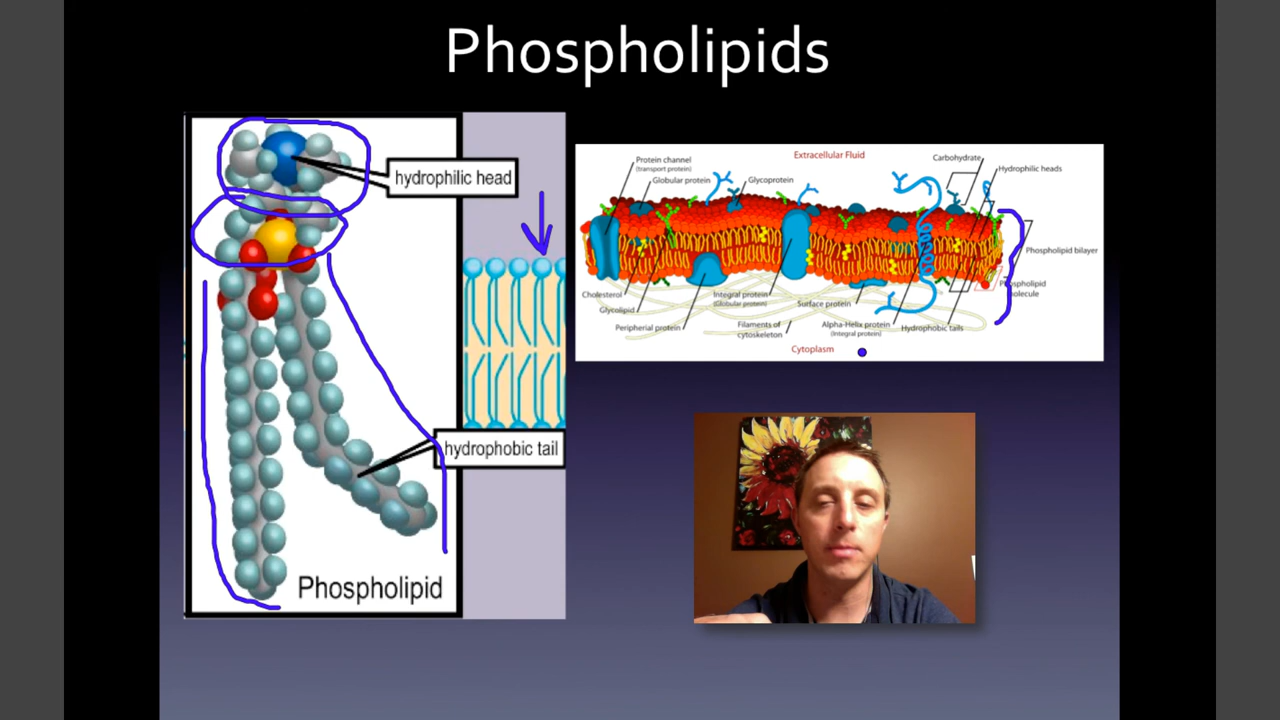 Phospholipids
hydrophilic head
hydrophobic tail
Phospholipid
Extracellular Fluid
Protein channel
(transport protein)
Globular protein
Glycoprotein
Carbohydrate
Hydrophilic heads
Phospholipid bilayer
Phospholipid
molecule
Cholesterol
Glycolipid
Peripherial protein
Integral protein
(Globular protein)
Filaments of
cytoskeleton
Surface protein
Alpha-Helix protein
(Integral protein)
Hydrophobic tails
Cytoplasm